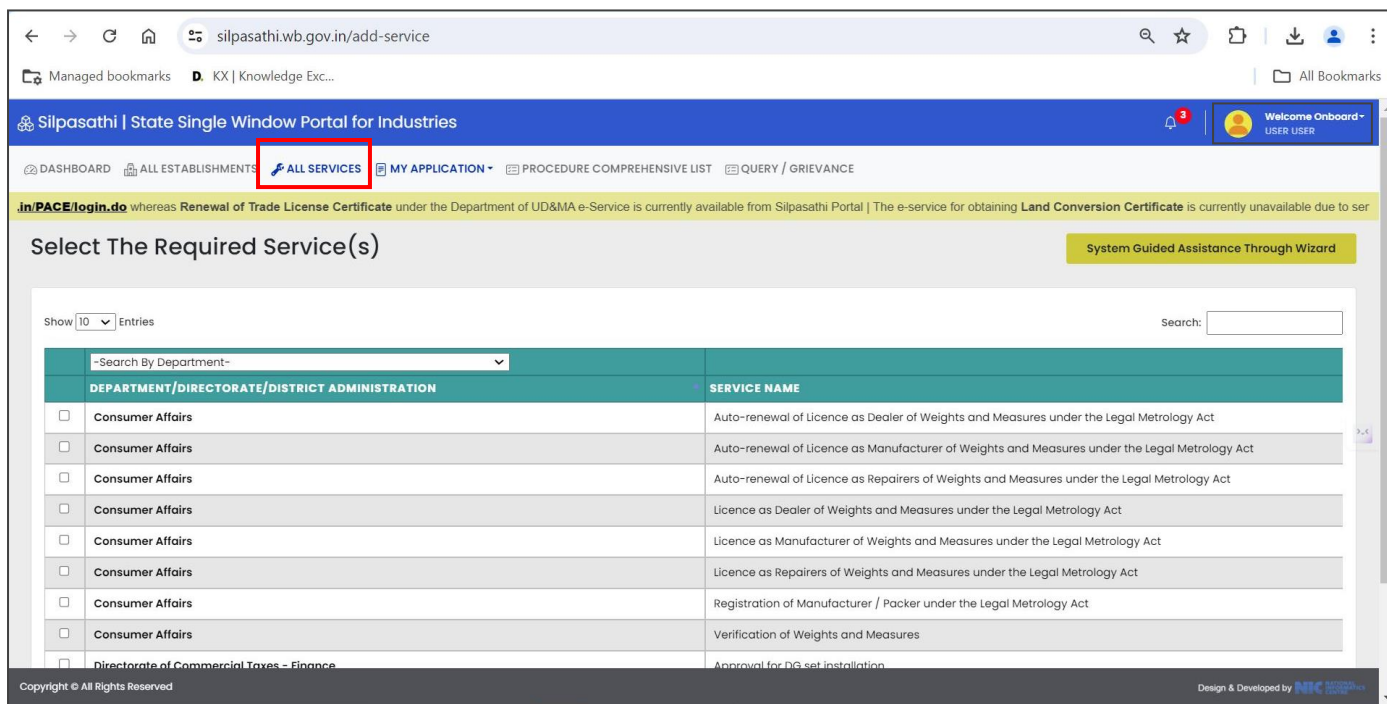 silpasathi.wb.gov.in/add-service
Managed bookmarks D. KX | Knowledge Exc... All Bookmarks
Silpasathi | State Single Window Portal for Industries 3 Welcome Onboard
USER USER
DASHBOARD ALL ESTABLISHMENTS ALL SERVICES MY APPLICATION PROCEDURE COMPREHENSIVE LIST QUERY / GRIEVANCE
.in/PACE/login.do whereas Renewal of Trade License Certificate under the Department of UD&MA e-Service is currently available from Silpasathi Portal | The e-service for obtaining Land Conversion Certificate is currently unavailable due to ser
Select The Required Service(s) System Guided Assistance Through Wizard
Show 10 Entries Search:
-Search By Department-
DEPARTMENT/DIRECTORATE/DISTRICT ADMINISTRATION SERVICE NAME
Consumer Affairs Auto-renewal of Licence as Dealer of Weights and Measures under the Legal Metrology Act
Consumer Affairs Auto-renewal of Licence as Manufacturer of Weights and Measures under the Legal Metrology Act
Consumer Affairs Auto-renewal of Licence as Repairers of Weights and Measures under the Legal Metrology Act
Consumer Affairs Licence as Dealer of Weights and Measures under the Legal Metrology Act
Consumer Affairs Licence as Manufacturer of Weights and Measures under the Legal Metrology Act
Consumer Affairs Licence as Repairers of Weights and Measures under the Legal Metrology Act
Consumer Affairs Registration of Manufacturer / Packer under the Legal Metrology Act
Consumer Affairs Verification of Weights and Measures
Directorate of Commercial Taxes - Finance Approval for DG set installation
Copyright © All Rights Reserved Design & Developed by NIC NATIONAL INFORMATICS CENTRE